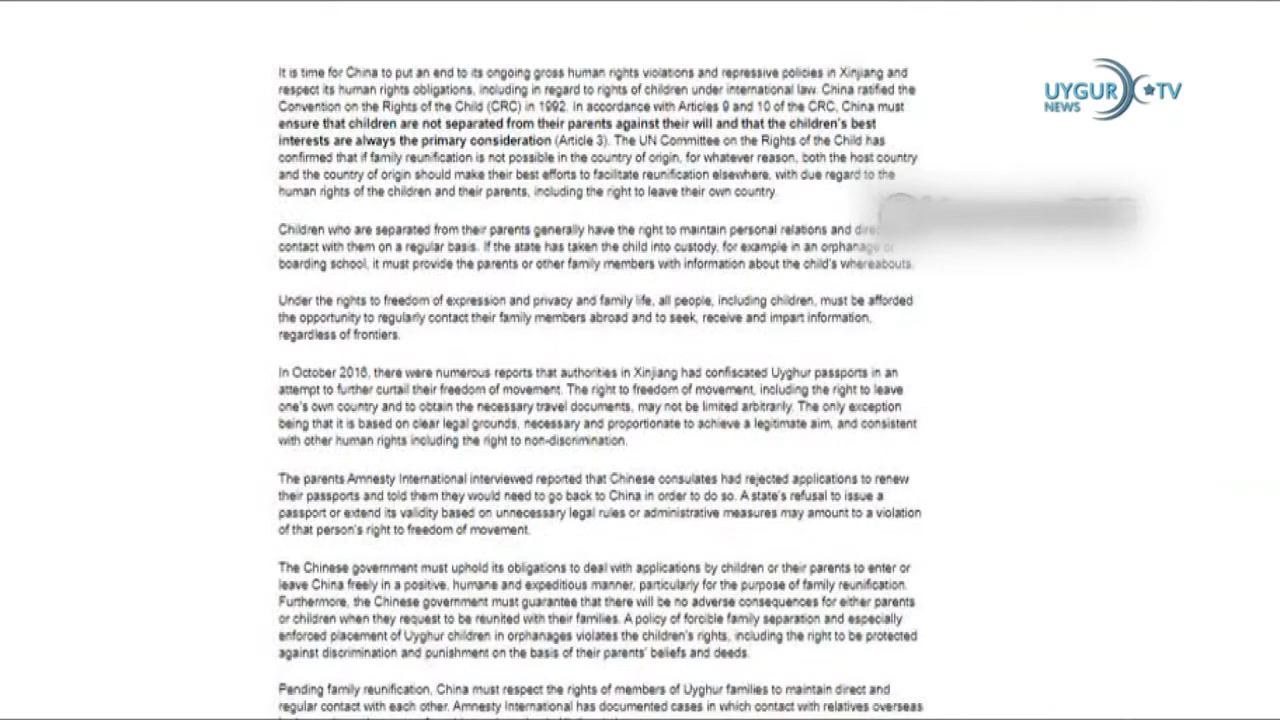 UYGUR TV
NEWS
It is time for China to put an end to its ongoing gross human rights violations and repressive policies in Xinjiang and
respect its human rights obligations, including in regard to rights of children under international law. China ratified the
Convention on the Rights of the Child (CRC) in 1992. In accordance with Articles 9 and 10 of the CRC, China must
ensure that children are not separated from their parents against their will and that the children's best
interests are always the primary consideration (Article 3). The UN Committee on the Rights of the Child has
confirmed that if family reunification is not possible in the country of origin, for whatever reason, both the host country
and the country of origin should make their best efforts to facilitate reunification elsewhere, with due regard to the
human rights of the children and their parents, including the right to leave their own country.
Children who are separated from their parents generally have the right to maintain personal relations and
contact with them on a regular basis. If the state has taken the child into custody, for example in an orphanage or
boarding school, it must provide the parents or other family members with information about the child's whereabouts.
Under the rights to freedom of expression and privacy and family life, all people, including children, must be afforded
the opportunity to regularly contact their family members abroad and to seek, receive and impart information,
regardless of frontiers.
In October 2016, there were numerous reports that authorities in Xinjiang had confiscated Uyghur passports in an
attempt to further curtail their freedom of movement. The right to freedom of movement, including the right to leave
one's own country and to obtain the necessary travel documents, may not be limited arbitrarily. The only exception
being that it is based on clear legal grounds, necessary and proportionate to achieve a legitimate aim, and consistent
with other human rights including the right to non-discrimination.
The parents Amnesty International interviewed reported that Chinese consulates had rejected applications to renew
their passports and told them they would need to go back to China in order to do so. A state's refusal to issue a
passport or extend its validity based on unnecessary legal rules or administrative measures may amount to a violation
of that person's right to freedom of movement.
The Chinese government must uphold its obligations to deal with applications by children or their parents to enter or
leave China freely in a positive, humane and expeditious manner, particularly for the purpose of family reunification.
Furthermore, the Chinese government must guarantee that there will be no adverse consequences for either parents
or children when they request to be reunited with their families. A policy of forcible family separation and especially
enforced placement of Uyghur children in orphanages violates the children's rights, including the right to be protected
against discrimination and punishment on the basis of their parents' beliefs and deeds.
Pending family reunification, China must respect the rights of members of Uyghur families to maintain direct and
regular contact with each other. Amnesty International has documented cases in which contact with relatives overseas